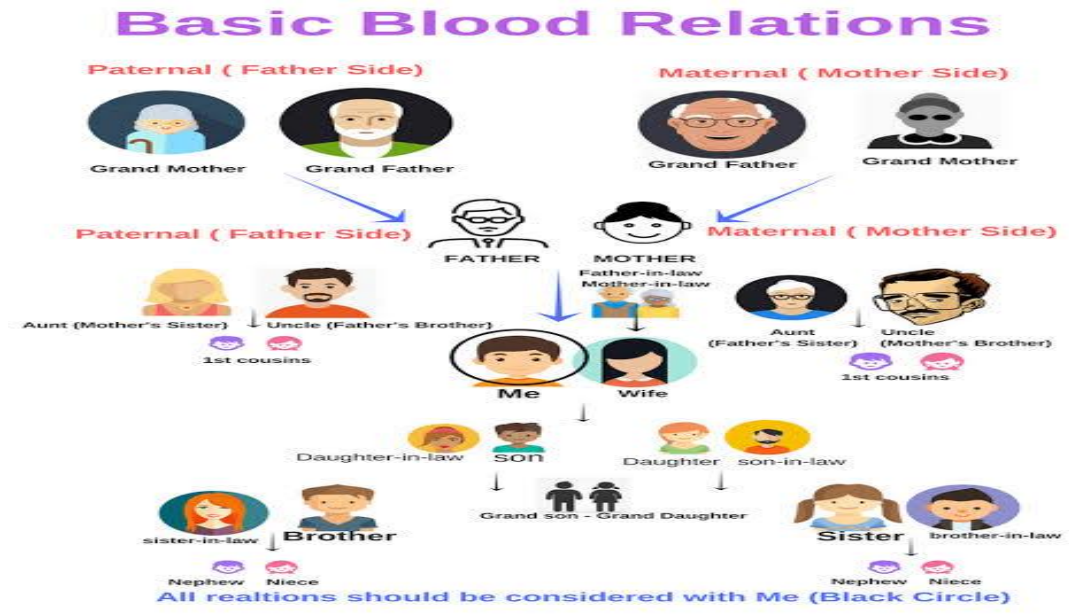 Basic Blood Relations
Paternal ( Father Side)
Maternal ( Mother Side)
Grand Mother
Grand Father
Grand Father
Grand Mother
Paternal ( Father Side)
FATHER
MOTHER
Maternal ( Mother Side)
Father-in-law
Mother-in-law
Aunt (Mother's Sister)
Uncle (Father's Brother)
1st cousins
Aunt
(Father's Sister)
Uncle
(Mother's Brother)
1st cousins
Me
Wife
Daughter-in-law
son
Daughter
son-in-law
Grand son - Grand Daughter
sister-in-law
Brother
Sister
brother-in-law
Nephew
Niece
Nephew
Niece
All realtions should be considered with Me (Black Circle)